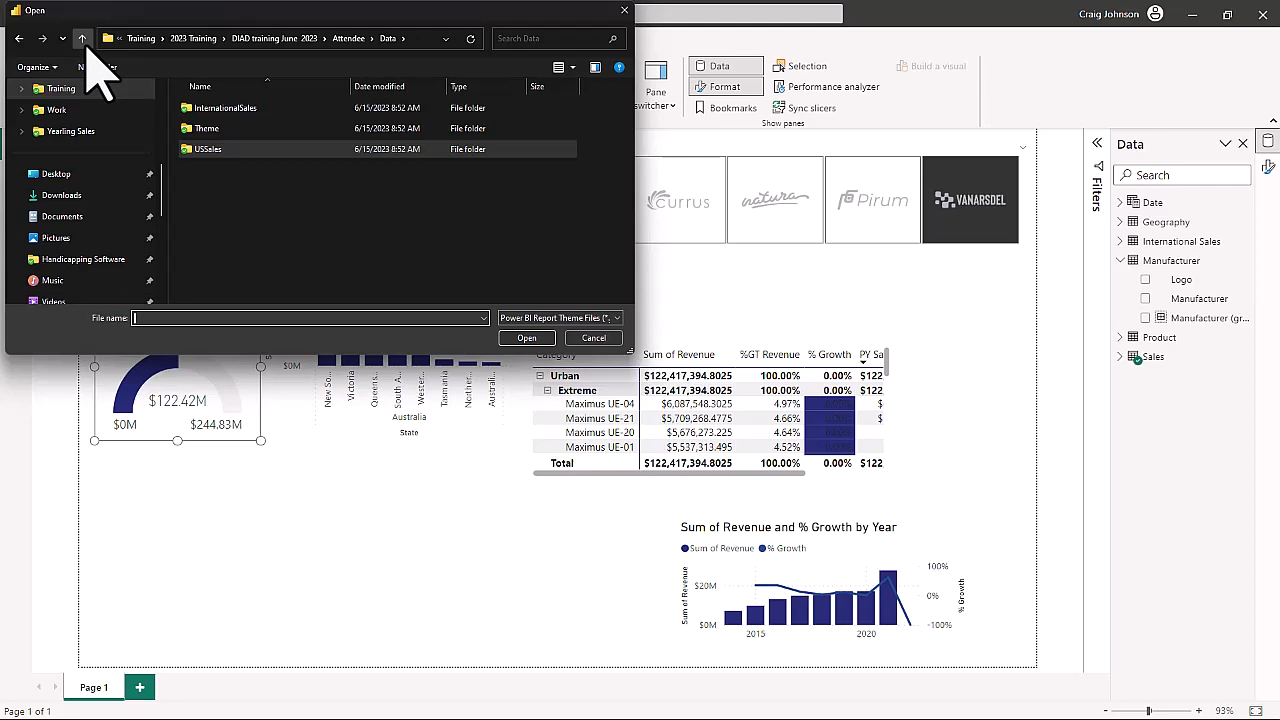 Open
Craig Johnson
« Training › 2023 Training › DIAD training June 2023 › Attendee › Data ›
Search Data
Organize
Training
Work
Yearling Sales
Desktop
Downloads
Documents
Pictures
Handicapping Software
Music
Videos
Name
Date modified
Type
Size
InternationalSales
6/15/2023 8:52 AM
File folder
Theme
6/15/2023 8:52 AM
File folder
USSales
6/15/2023 8:52 AM
File folder
File name:
Power BI Report Theme Files (*.
Open
Cancel
Pane
switcher
Data
Format
Bookmarks
Selection
Performance analyzer
Sync slicers
Show panes
Build a visual
currus
natura
Pirum
VANARSDEL
Filters
Data
Search
Date
Geography
International Sales
Manufacturer
Logo
Manufacturer
Manufacturer (gr...
Product
Sales
$122.42M
$0M
$244.83M
$0M
Victoria
Tasmania
Australia
State
Category
Sum of Revenue
%GT Revenue
% Growth
PY Sa
Urban
$122,417,394.8025
100.00%
0.00%
$122
Extreme
$122,417,394.8025
100.00%
0.00%
$122
Maximus UE-04
$6,087,548.3025
4.97%
$
Maximus UE-21
$5,709,268.4775
4.66%
$
Maximus UE-20
$5,676,273.225
4.64%
Maximus UE-01
$5,537,313.495
4.52%
Total
$122,417,394.8025
100.00%
0.00%
$122
Sum of Revenue and % Growth by Year
Sum of Revenue
% Growth
Sum of Revenue
$20M
$0M
100%
0%
-100%
% Growth
2015
2020
Page 1
Page 1 of 1
93%